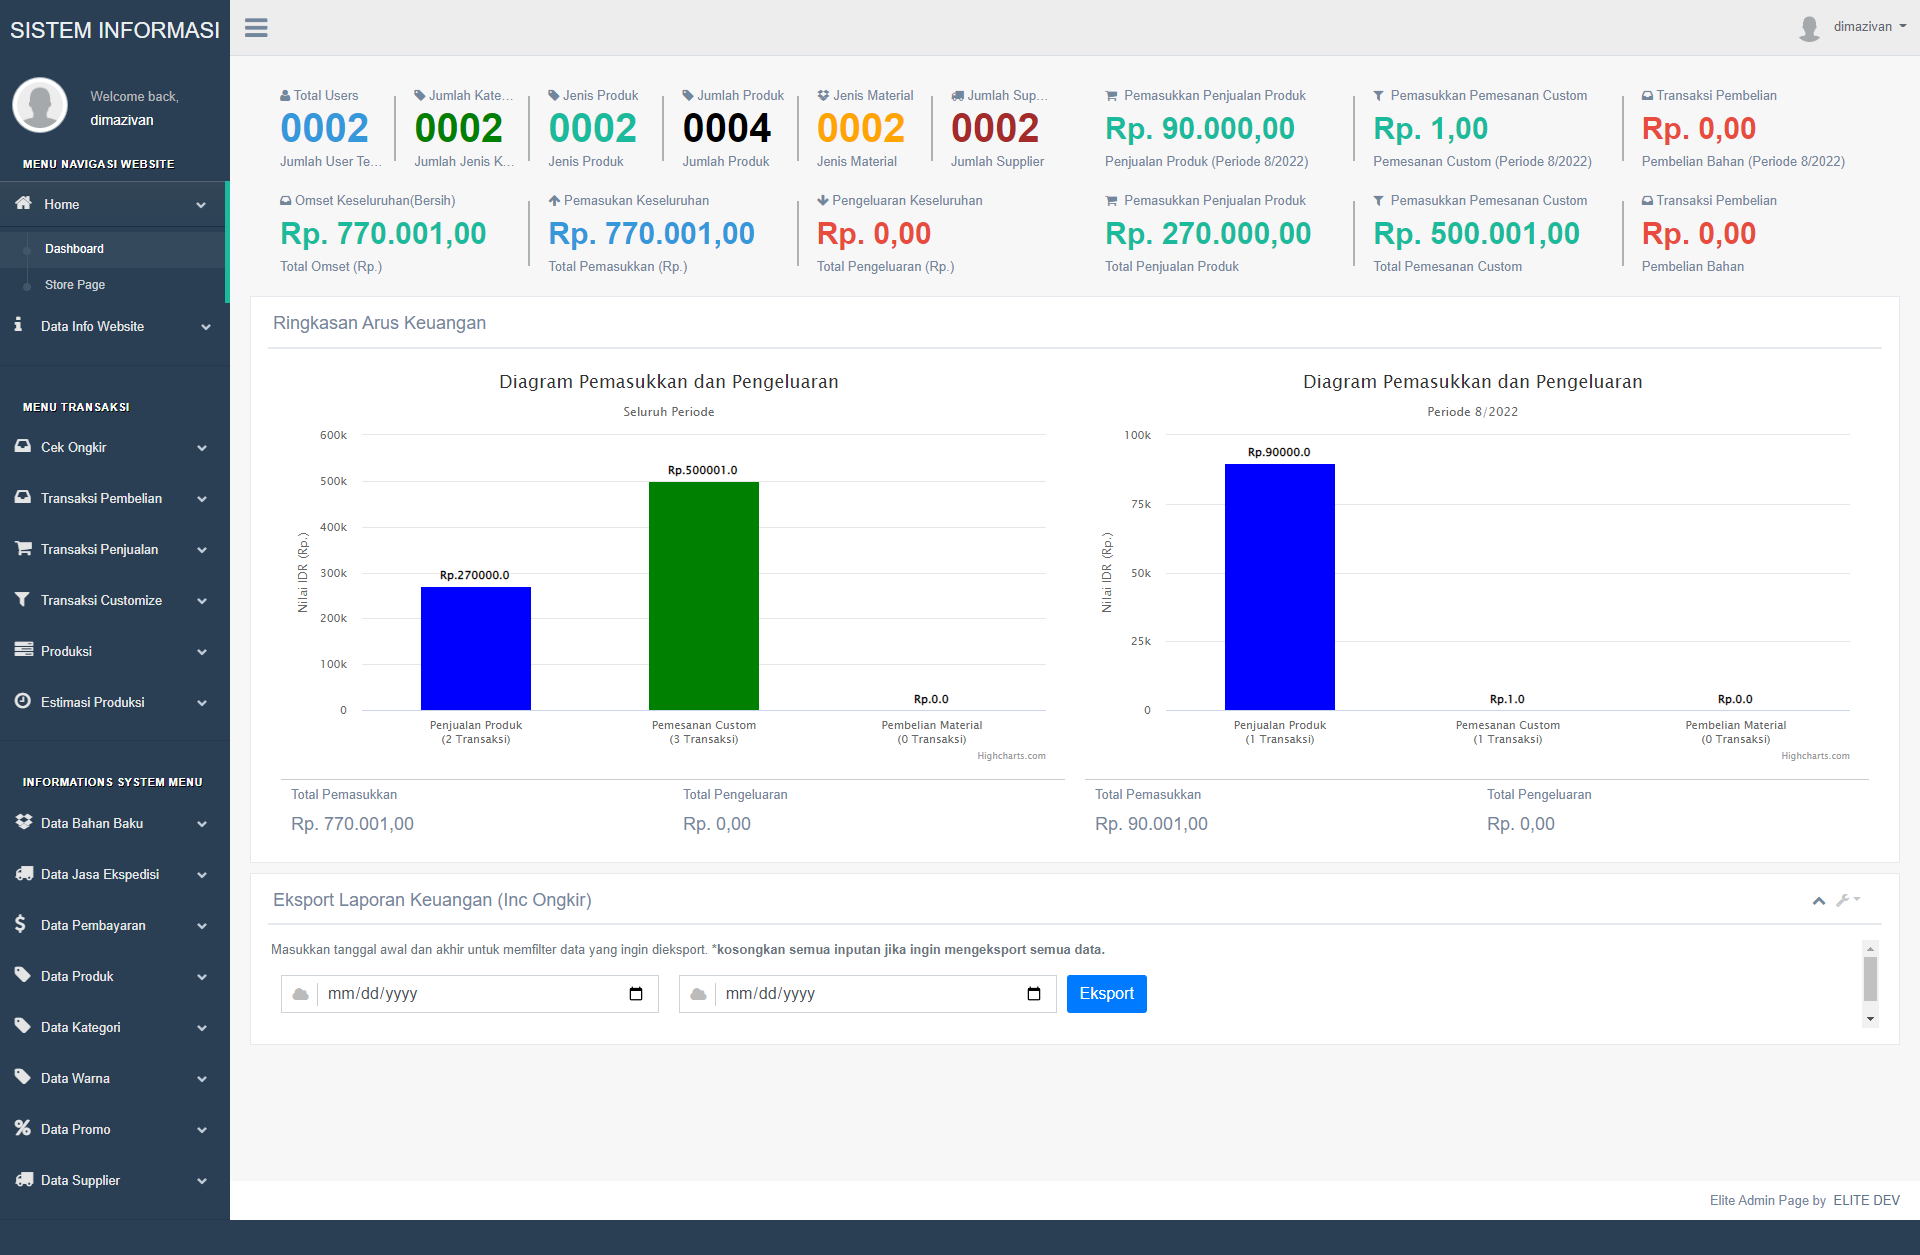 SISTEM INFORMASI
dimazivan
Welcome back,
dimazivan
MENU NAVIGASI WEBSITE
Home
Dashboard
Store Page
Data Info Website
MENU TRANSAKSI
Cek Ongkir
Transaksi Pembelian
Transaksi Penjualan
Transaksi Customize
Produksi
Estimasi Produksi
INFORMATIONS SYSTEM MENU
Data Bahan Baku
Data Jasa Ekspedisi
Data Pembayaran
Data Produk
Data Kategori
Data Warna
Data Promo
Data Supplier
Total Users
0002
Jumlah User Te...
Jumlah Kate...
0002
Jumlah Jenis K...
Jenis Produk
0002
Jenis Produk
Jumlah Produk
0004
Jumlah Produk
Jenis Material
0002
Jenis Material
Jumlah Sup...
0002
Jumlah Supplier
Pemasukkan Penjualan Produk
Rp. 90.000,00
Penjualan Produk (Periode 8/2022)
Pemasukkan Pemesanan Custom
Rp. 1,00
Pemesanan Custom (Periode 8/2022)
Transaksi Pembelian
Rp. 0,00
Pembelian Bahan (Periode 8/2022)
Omset Keseluruhan(Bersih)
Rp. 770.001,00
Total Omset (Rp.)
Pemasukan Keseluruhan
Rp. 770.001,00
Total Pemasukkan (Rp.)
Pengeluaran Keseluruhan
Rp. 0,00
Total Pengeluaran (Rp.)
Pemasukkan Penjualan Produk
Rp. 270.000,00
Total Penjualan Produk
Pemasukkan Pemesanan Custom
Rp. 500.001,00
Total Pemesanan Custom
Transaksi Pembelian
Rp. 0,00
Pembelian Bahan
Ringkasan Arus Keuangan
Diagram Pemasukkan dan Pengeluaran
Seluruh Periode
Nilai IDR (Rp.)
600k
500k
400k
300k
200k
100k
0
Rp.270000.0
Rp.500001.0
Rp.0.0
Penjualan Produk
(2 Transaksi)
Pemesanan Custom
(3 Transaksi)
Pembelian Material
(0 Transaksi)
Highcharts.com
Total Pemasukkan
Rp. 770.001,00
Total Pengeluaran
Rp. 0,00
Diagram Pemasukkan dan Pengeluaran
Periode 8/2022
Nilai IDR (Rp.)
100k
75k
50k
25k
0
Rp.90000.0
Rp.1.0
Rp.0.0
Penjualan Produk
(1 Transaksi)
Pemesanan Custom
(1 Transaksi)
Pembelian Material
(0 Transaksi)
Highcharts.com
Total Pemasukkan
Rp. 90.001,00
Total Pengeluaran
Rp. 0,00
Eksport Laporan Keuangan (Inc Ongkir)
Masukkan tanggal awal dan akhir untuk memfilter data yang ingin dieksport. *kosongkan semua inputan jika ingin mengeksport semua data.
mm/dd/yyyy
mm/dd/yyyy
Eksport
Elite Admin Page by ELITE DEV